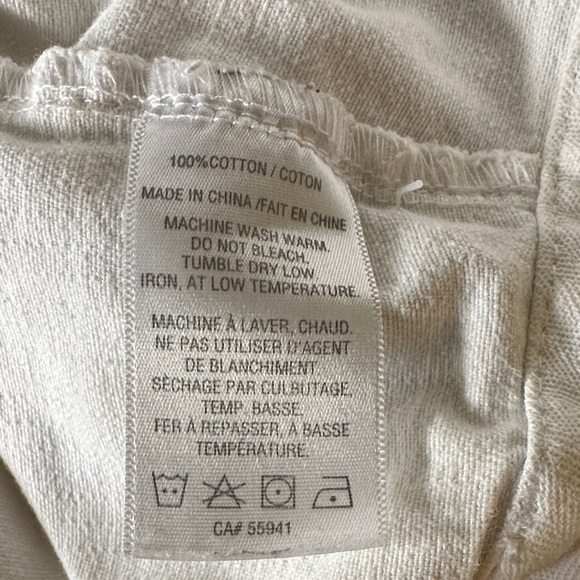 100%COTTON / COTON
MADE IN CHINA /FAIT EN CHINE
MACHINE WASH WARM.
DO NOT BLEACH.
TUMBLE DRY LOW
IRON, AT LOW TEMPERATURE.
MACHINE À LAVER, CHAUD.
NE PAS UTILISER D'AGENT
DE BLANCHIMENT
SÈCHAGE PAR CULBUTAGE,
TEMP. BASSE.
FER À REPASSER, À BASSE
TEMPÉRATURE.
CA# 55941